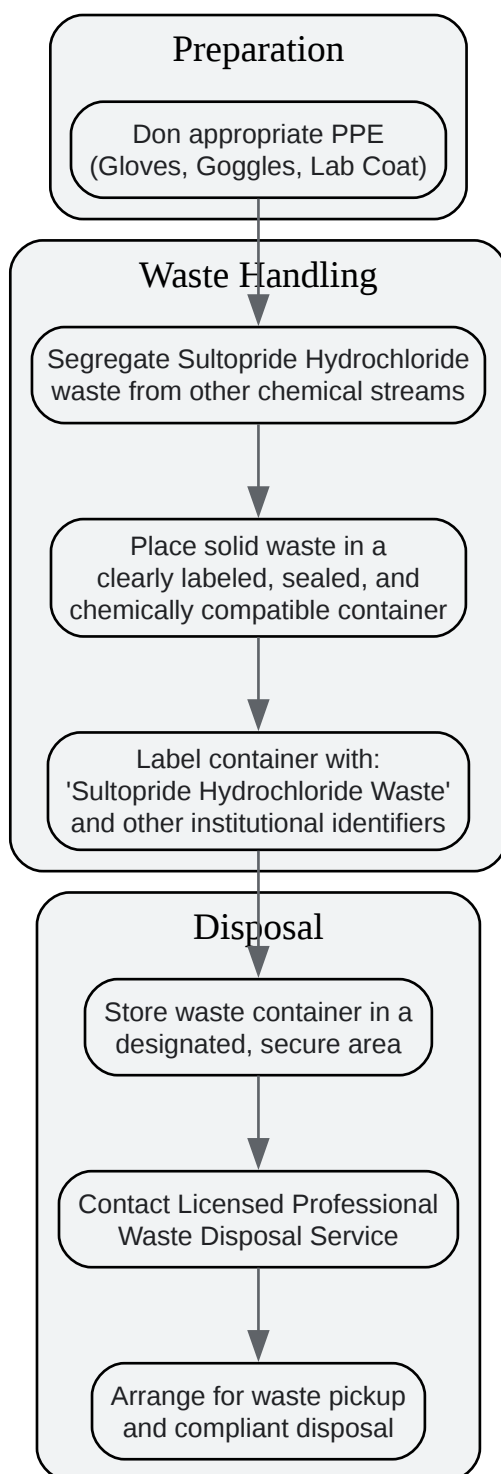 Preparation
Don appropriate PPE
(Gloves, Goggles, Lab Coat)
Waste Handling
Segregate Sultopride Hydrochloride
waste from other chemical streams
Place solid waste in a
clearly labeled, sealed, and
chemically compatible container
Label container with:
'Sultopride Hydrochloride Waste'
and other institutional identifiers
Disposal
Store waste container in a
designated, secure area
Contact Licensed Professional
Waste Disposal Service
Arrange for waste pickup
and compliant disposal